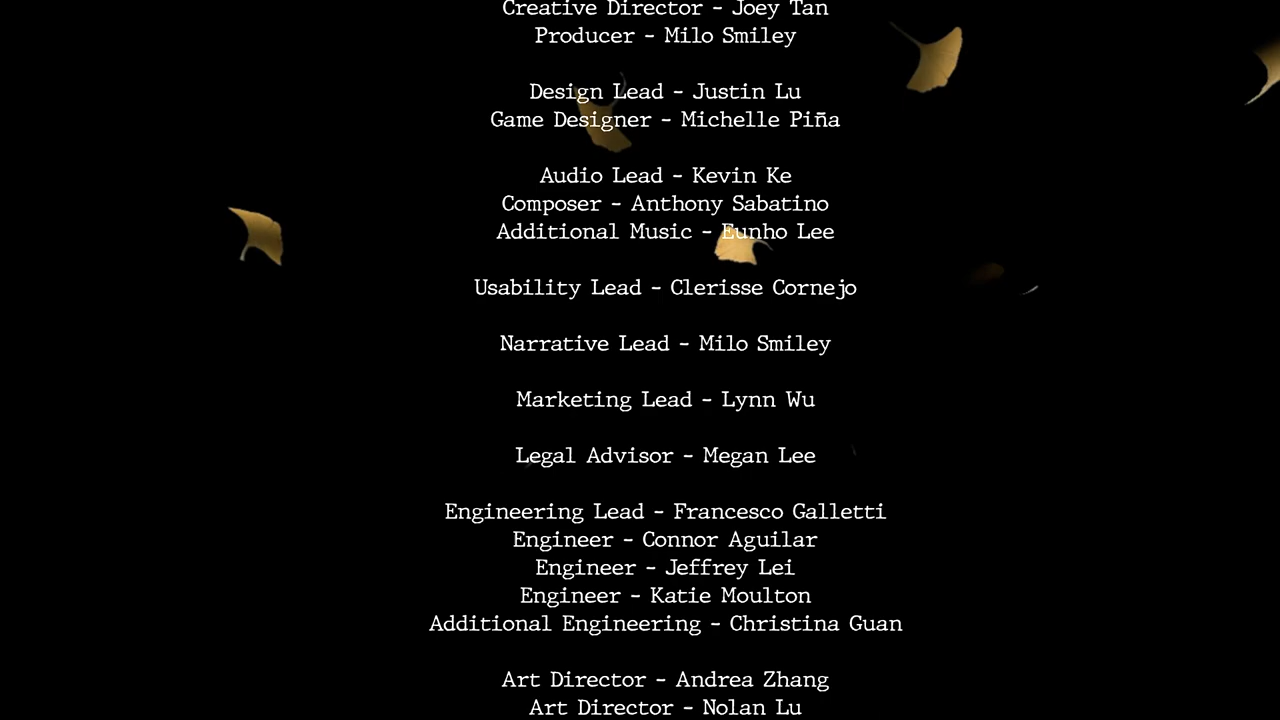 Creative Director - Joey Tan
Producer - Milo Smiley
Design Lead - Justin Lu
Game Designer - Michelle Piña
Audio Lead - Kevin Ke
Composer - Anthony Sabatino
Additional Music - Eunho Lee
Usability Lead - Clerisse Cornejo
Narrative Lead - Milo Smiley
Marketing Lead - Lynn Wu
Legal Advisor - Megan Lee
Engineering Lead - Francesco Galletti
Engineer - Connor Aguilar
Engineer - Jeffrey Lei
Engineer - Katie Moulton
Additional Engineering - Christina Guan
Art Director - Andrea Zhang
Art Director - Nolan Lu